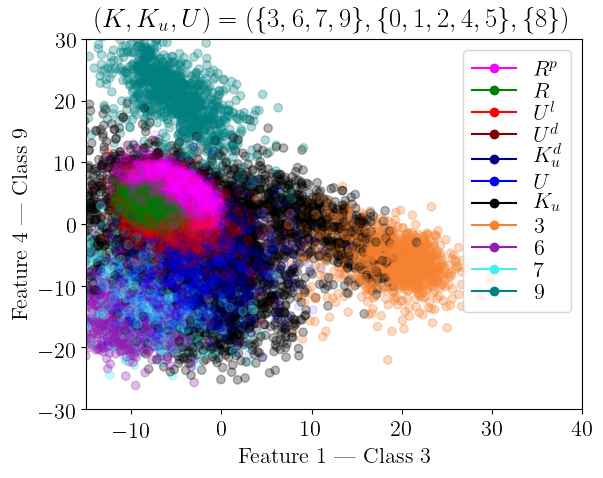 (K, K_u, U) = ({3, 6, 7, 9}, {0, 1, 2, 4, 5}, {8})
30
20
10
0
−10
−20
−30
Feature 4 — Class 9
−10
0
10
20
30
40
Feature 1 — Class 3
R^p
R
U^l
U^d
K_u^d
U
K_u
3
6
7
9